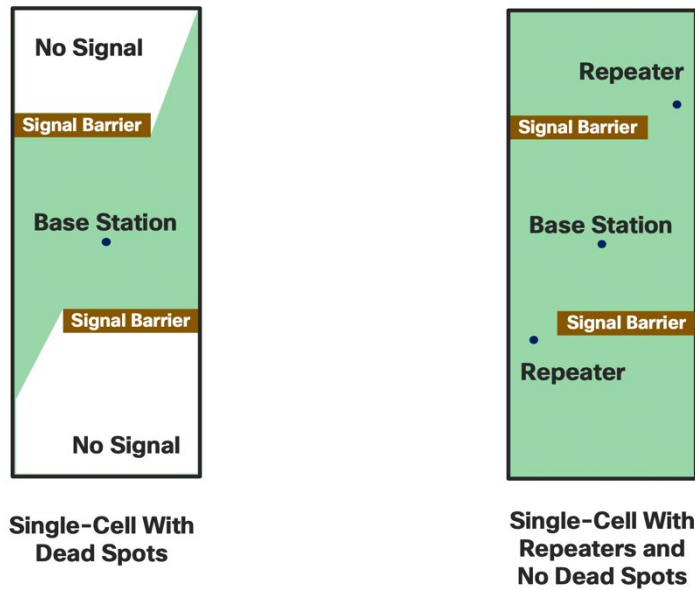 No Signal
Signal Barrier
Base Station
Signal Barrier
No Signal
Single-Cell With
Dead Spots
Repeater
Signal Barrier
Base Station
Signal Barrier
Repeater
Single-Cell With
Repeaters and
No Dead Spots